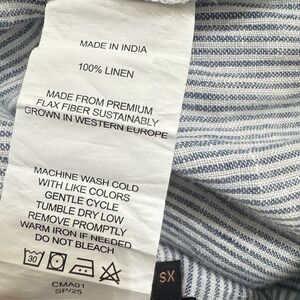 MADE IN INDIA
100% LINEN
MADE FROM PREMIUM
FLAX FIBER SUSTAINABLY
GROWN IN WESTERN EUROPE
MACHINE WASH COLD
WITH LIKE COLORS
GENTLE CYCLE
TUMBLE DRY LOW
REMOVE PROMPTLY
WARM IRON IF NEEDED
DO NOT BLEACH
30
CMA01
SP/25
XS